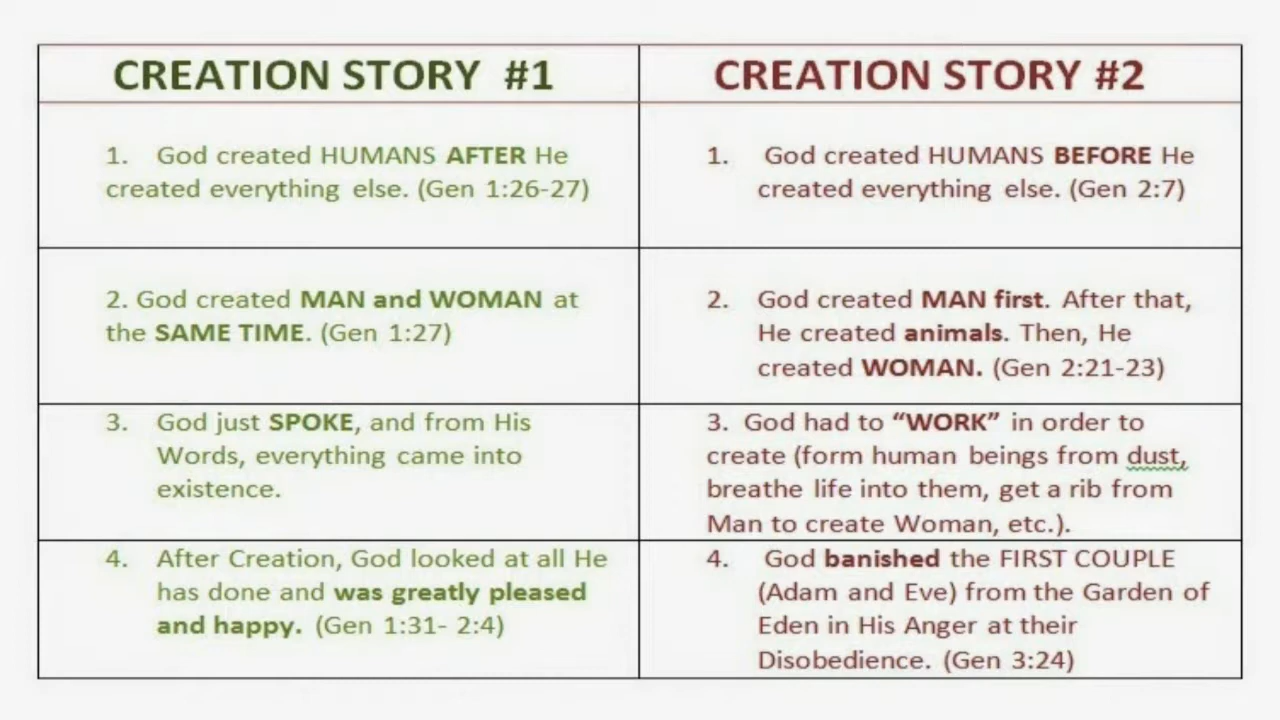 CREATION STORY #1
CREATION STORY #2
1. God created HUMANS AFTER He
created everything else. (Gen 1:26-27)
1. God created HUMANS BEFORE He
created everything else. (Gen 2:7)
2. God created MAN and WOMAN at
the SAME TIME. (Gen 1:27)
2. God created MAN first. After that,
He created animals. Then, He
created WOMAN. (Gen 2:21-23)
3. God just SPOKE, and from His
Words, everything came into
existence.
3. God had to “WORK” in order to
create (form human beings from dust,
breathe life into them, get a rib from
Man to create Woman, etc.).
4. After Creation, God looked at all He
has done and was greatly pleased
and happy. (Gen 1:31- 2:4)
4. God banished the FIRST COUPLE
(Adam and Eve) from the Garden of
Eden in His Anger at their
Disobedience. (Gen 3:24)